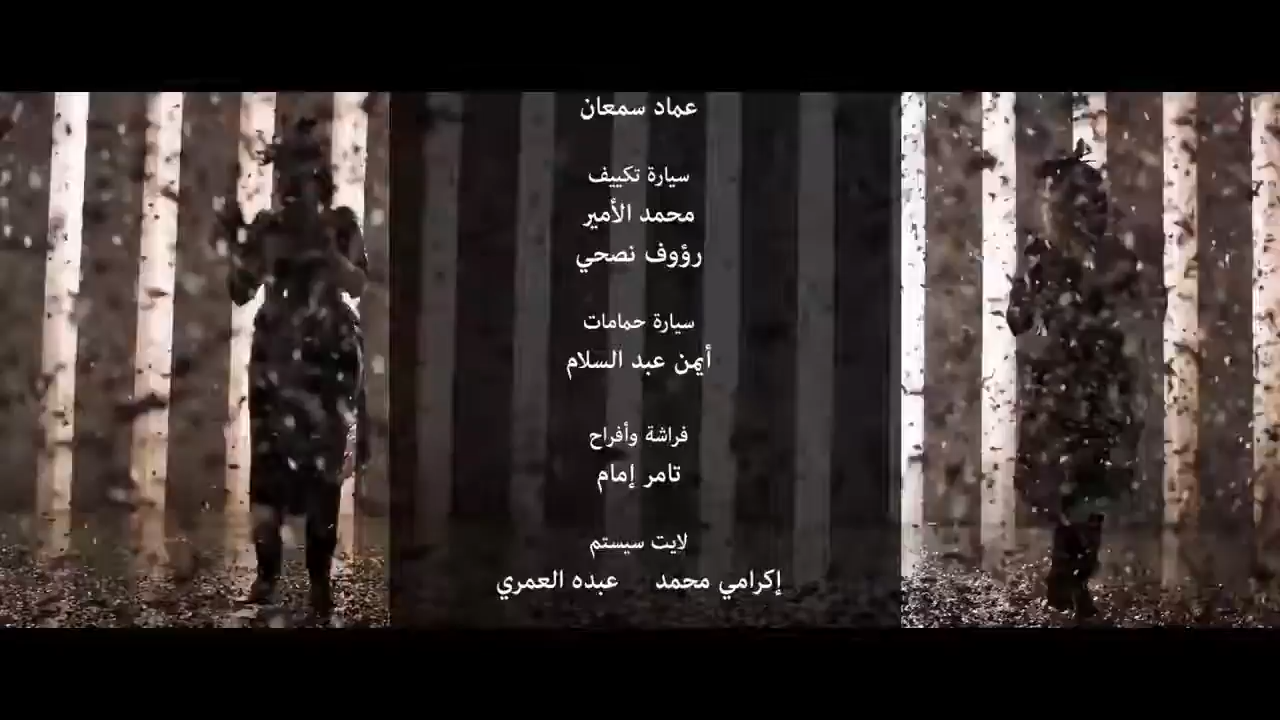 عماد سمعان
سيارة تكييف
محمد الأمير
رؤوف نصحي
سيارة حمامات
أيمن عبد السلام
فراشة وأفراح
تامر إمام
لايت سيستم
إكرامي محمد عبده العمري